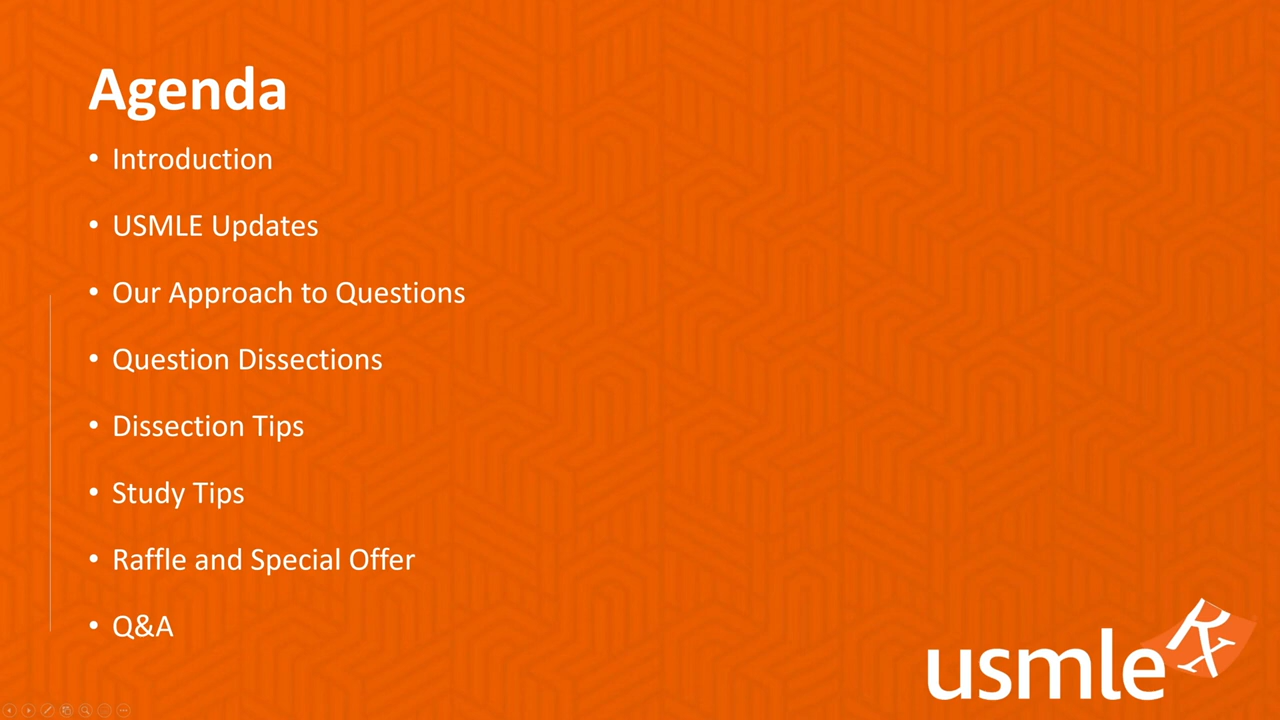 Agenda
• Introduction
• USMLE Updates
• Our Approach to Questions
• Question Dissections
• Dissection Tips
• Study Tips
• Raffle and Special Offer
• Q&A
usmle Rx